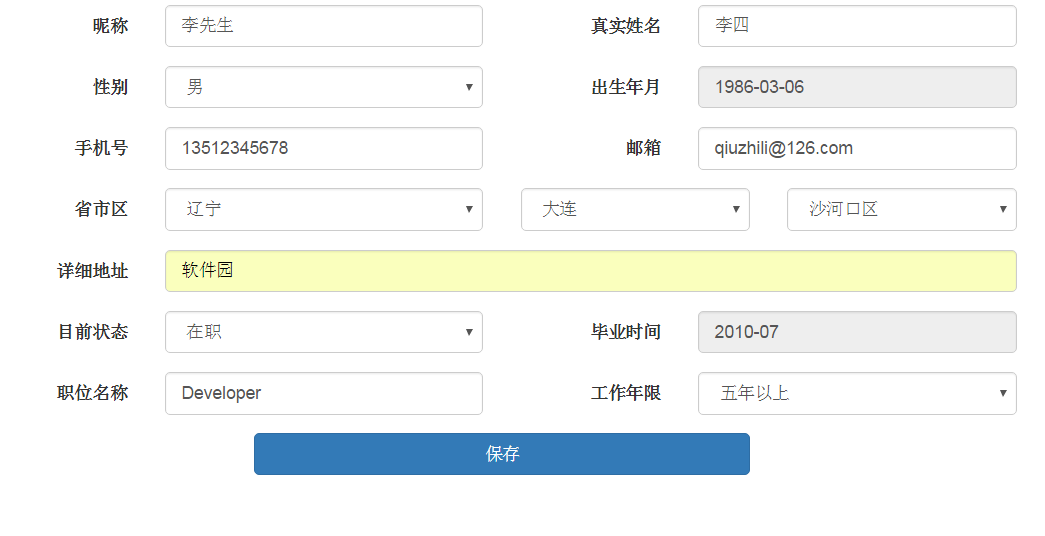 昵称 李先生 真实姓名 李四
性别 男 出生年月 1986-03-06
手机号 13512345678 邮箱 qiuzhili@126.com
省市区 辽宁 大连 沙河口区
详细地址 软件园
目前状态 在职 毕业时间 2010-07
职位名称 Developer 工作年限 五年以上
保存